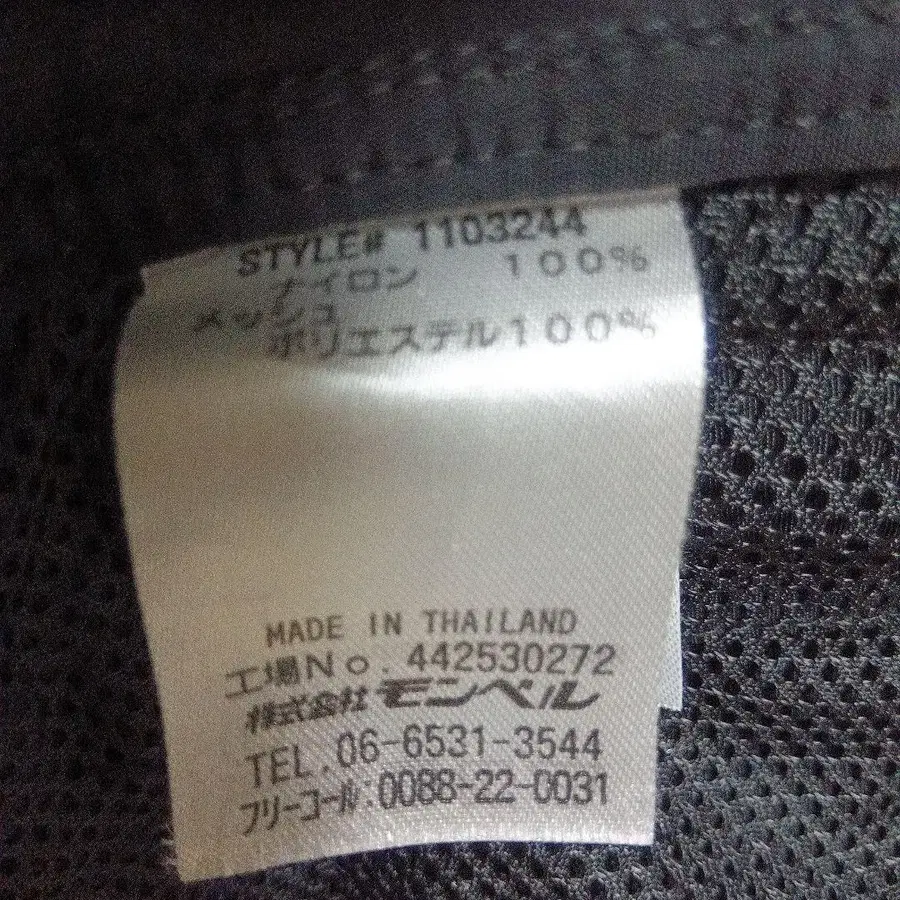 STYLE# 1103244
ナイロン 100%
メッシュ
ポリエステル100%
MADE IN THAILAND
工場No. 442530272
株式会社モンベル
TEL. 06-6531-3544
フリーコール:0088-22-0031